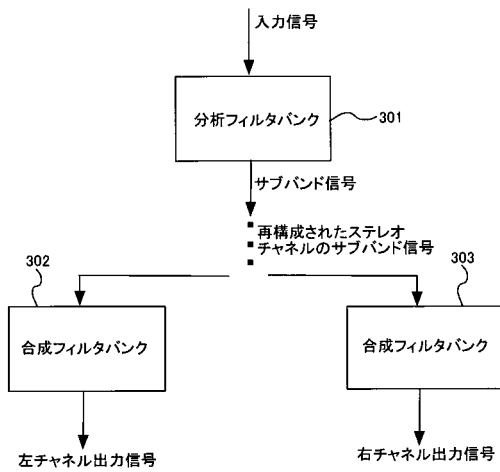 入力信号
分析フィルタバンク
301
サブバンド信号
再構成されたステレオ
チャネルのサブバンド信号
302
303
合成フィルタバンク
合成フィルタバンク
左チャネル出力信号
右チャネル出力信号